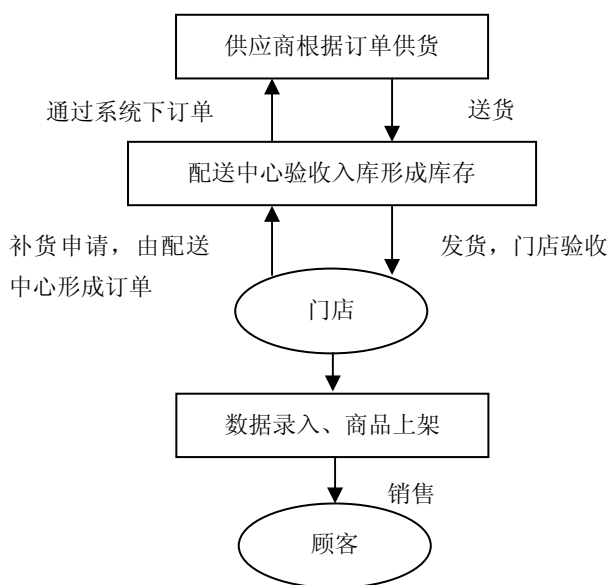 供应商根据订单供货
通过系统下订单
送货
配送中心验收入库形成库存
补货申请，由配送
中心形成订单
发货，门店验收
门店
数据录入、商品上架
销售
顾客